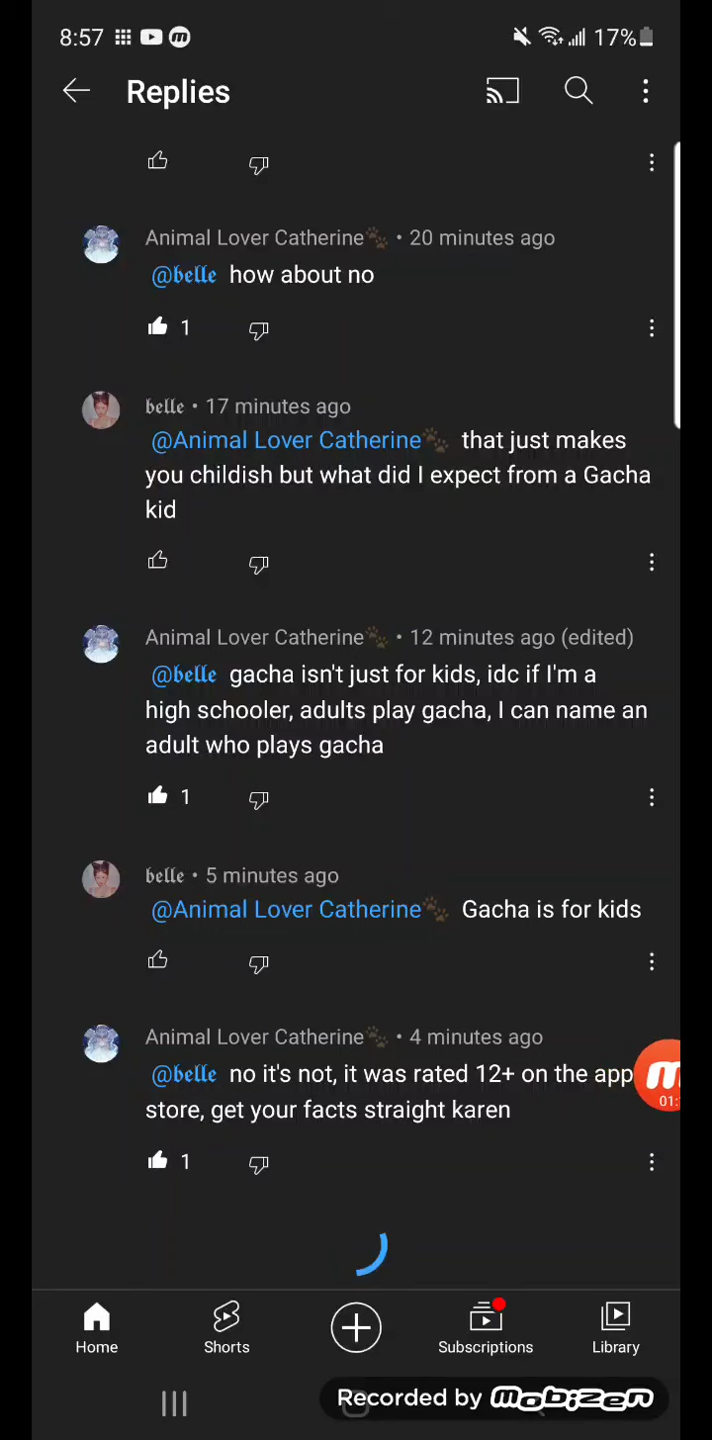 8:57
17%
Replies
Animal Lover Catherine🐾 • 20 minutes ago
@𝖇𝖊𝖑𝖑𝖊 how about no
1
𝖇𝖊𝖑𝖑𝖊 • 17 minutes ago
@Animal Lover Catherine🐾 that just makes
you childish but what did I expect from a Gacha
kid
Animal Lover Catherine🐾 • 12 minutes ago (edited)
@𝖇𝖊𝖑𝖑𝖊 gacha isn't just for kids, idc if I'm a
high schooler, adults play gacha, I can name an
adult who plays gacha
1
𝖇𝖊𝖑𝖑𝖊 • 5 minutes ago
@Animal Lover Catherine🐾 Gacha is for kids
Animal Lover Catherine🐾 • 4 minutes ago
@𝖇𝖊𝖑𝖑𝖊 no it's not, it was rated 12+ on the app
store, get your facts straight karen
1
Home
Shorts
Subscriptions
Library
Recorded by mobizen